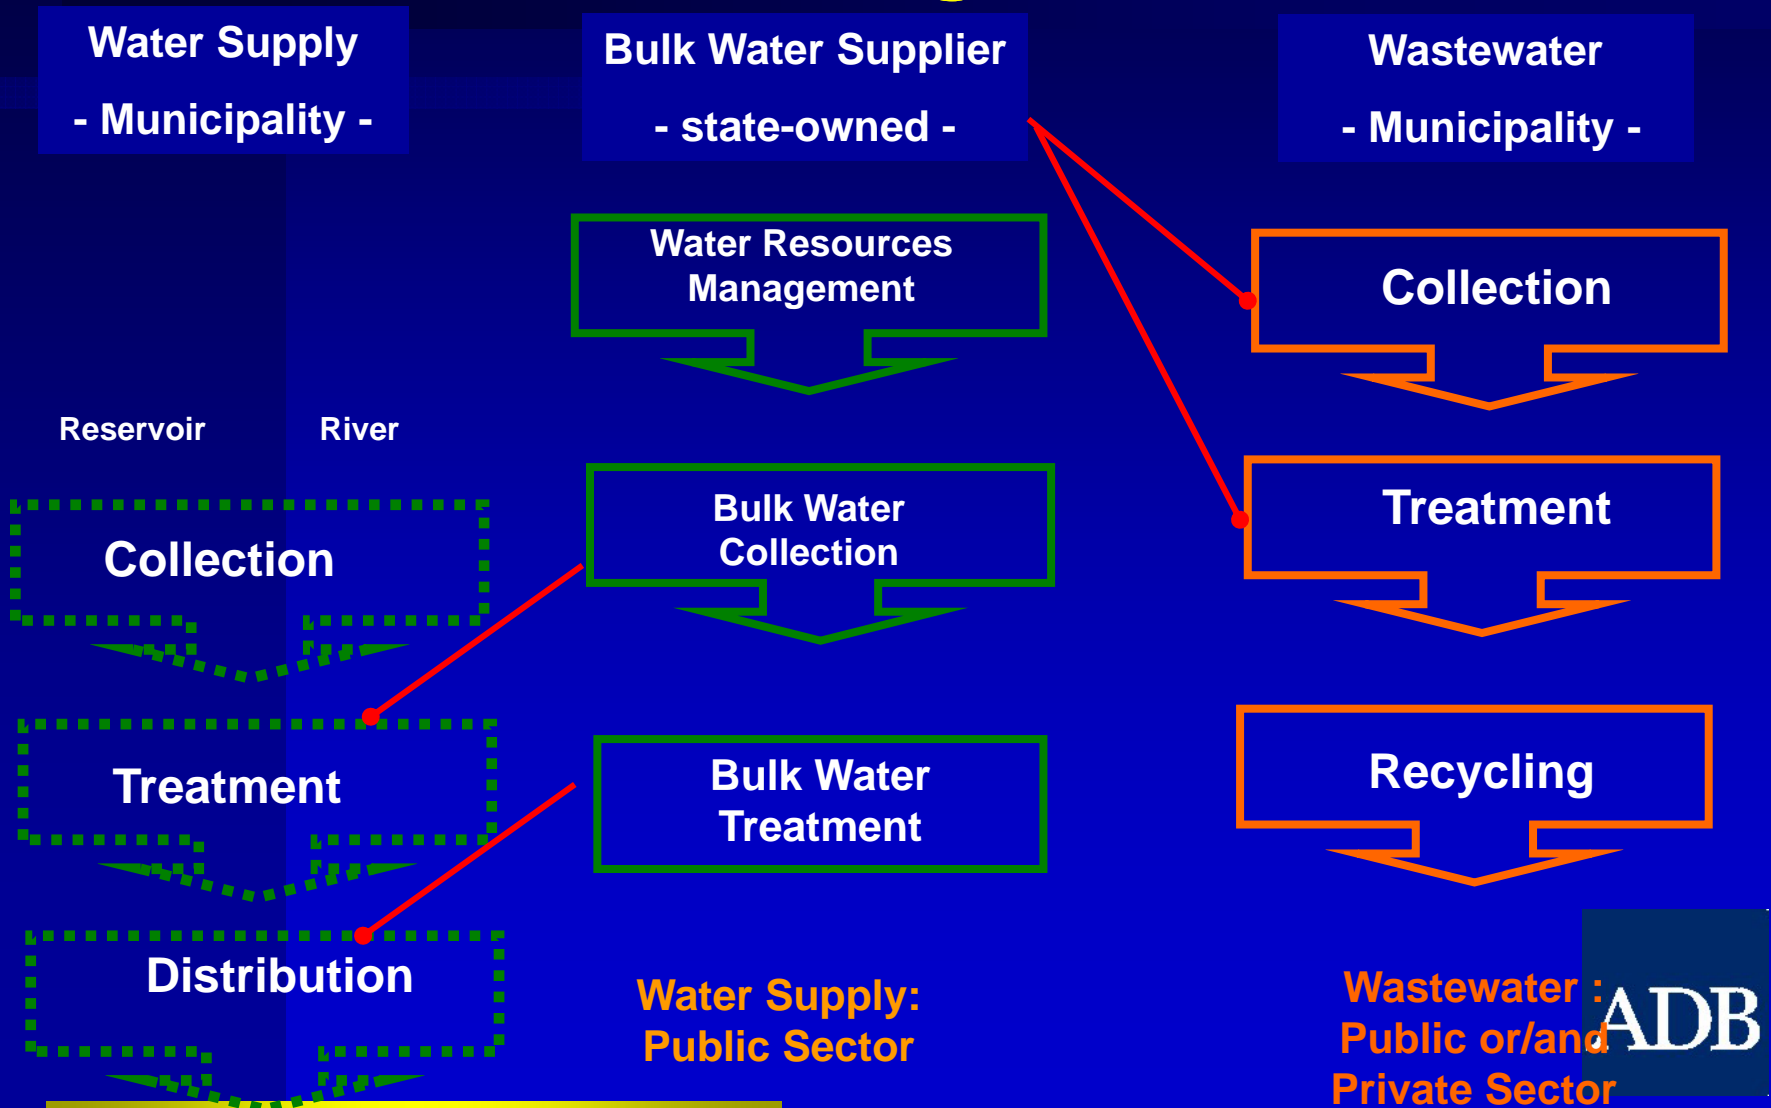 Water Supply
- Municipality -
Bulk Water Supplier
- state-owned -
Wastewater
- Municipality -
Water Resources
Management
Collection
Reservoir
River
Bulk Water
Collection
Treatment
Collection
Treatment
Bulk Water
Treatment
Recycling
Distribution
Water Supply:
Public Sector
Wastewater :
Public or/and
Private Sector
ADB